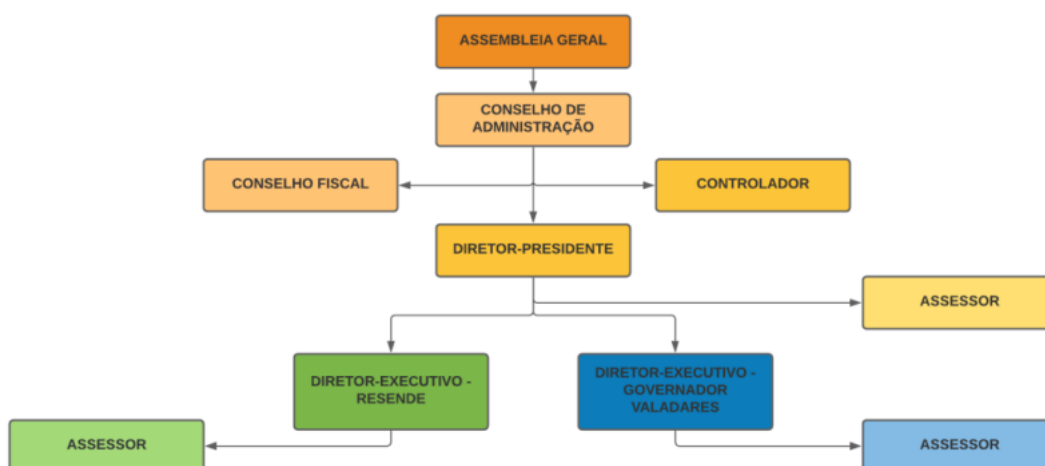 ASSEMBLEIA GERAL
CONSELHO DE
ADMINISTRAÇÃO
CONSELHO FISCAL
CONTROLADOR
DIRETOR-PRESIDENTE
ASSESSOR
DIRETOR-EXECUTIVO -
RESENDE
DIRETOR-EXECUTIVO -
GOVERNADOR
VALADARES
ASSESSOR
ASSESSOR